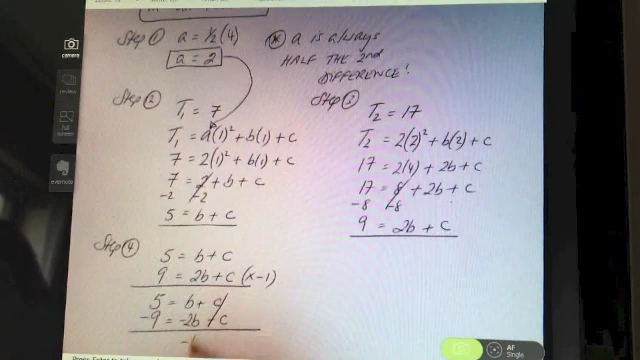 Step ① a = 1/2 (4)
a = 2
(*) a is always
HALF THE 2nd
DIFFERENCE!
Step ②
T₁ = 7
T₁ = a(1)² + b(1) + c
7 = 2(1)² + b(1) + c
7 = 2 + b + c
-2 -2
5 = b + c
Step ③
T₂ = 17
T₂ = 2(2)² + b(2) + c
17 = 2(4) + 2b + c
17 = 8 + 2b + c
-8 -8
9 = 2b + c
Step ④
5 = b + c
9 = 2b + c (x-1)
5 = b + c
-9 = -2b - c
-
camera
review
full
screen
evernote
AF
Single